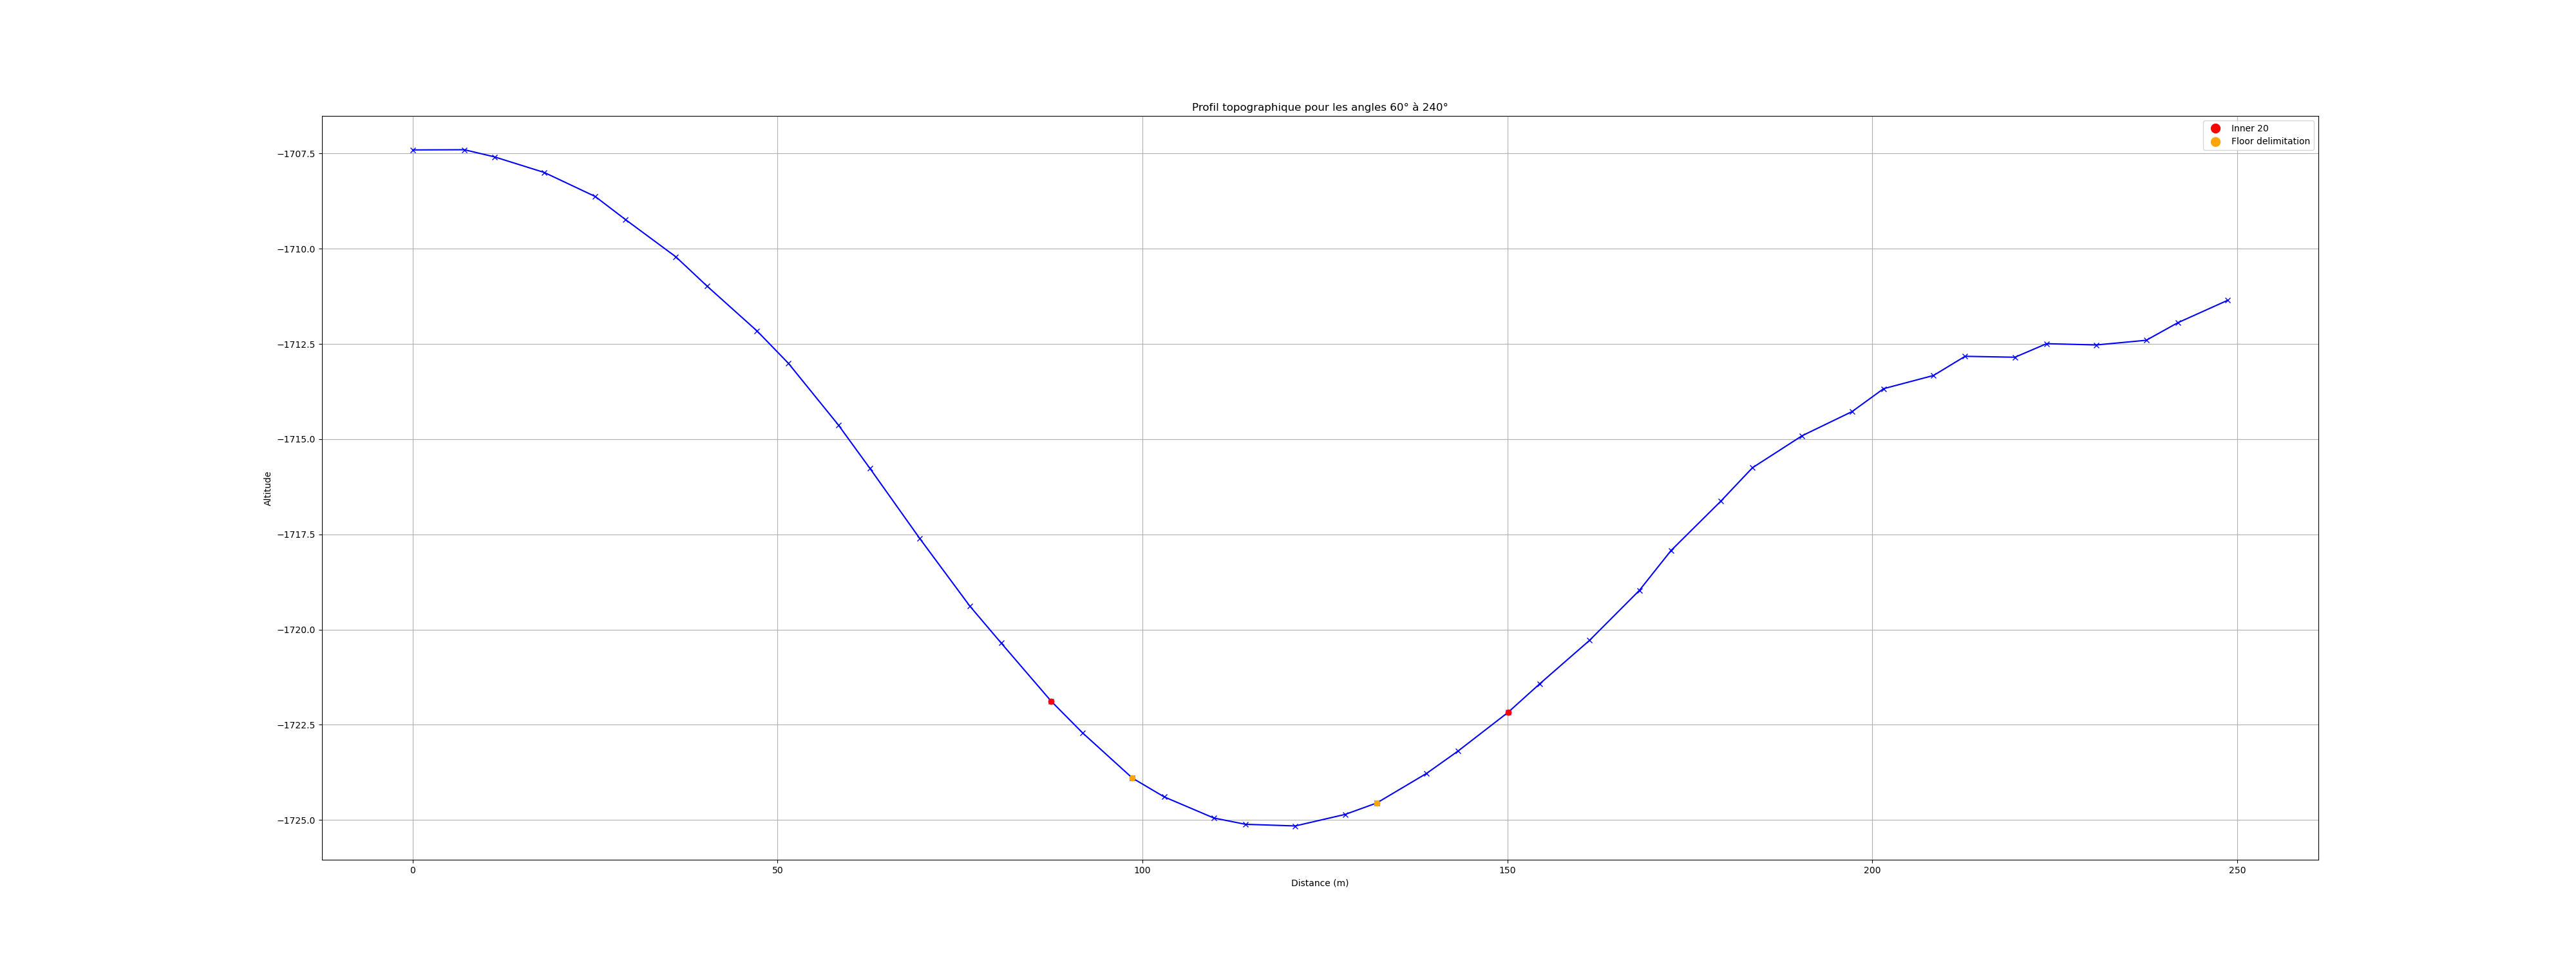 Profil topographique pour les angles 60° à 240°
Inner 20
Floor delimitation
−1707.5
−1710.0
−1712.5
−1715.0
−1717.5
−1720.0
−1722.5
−1725.0
Altitude
0 50 100 150 200 250
Distance (m)